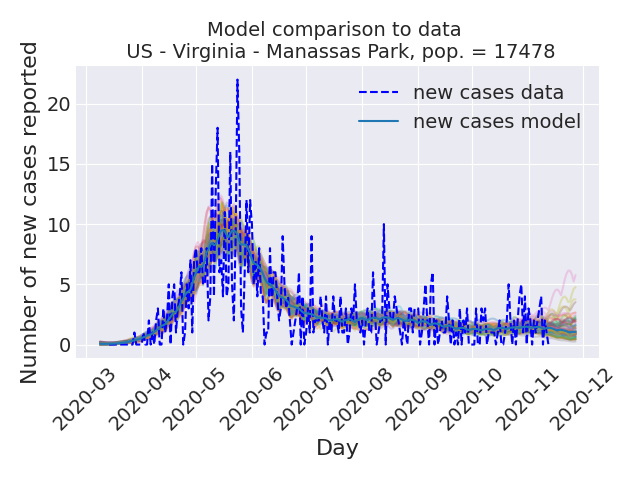 Model comparison to data
US - Virginia - Manassas Park, pop. = 17478
Number of new cases reported
20
15
10
5
0
new cases data
new cases model
2020-03
2020-04
2020-05
2020-06
2020-07
2020-08
2020-09
2020-10
2020-11
2020-12
Day